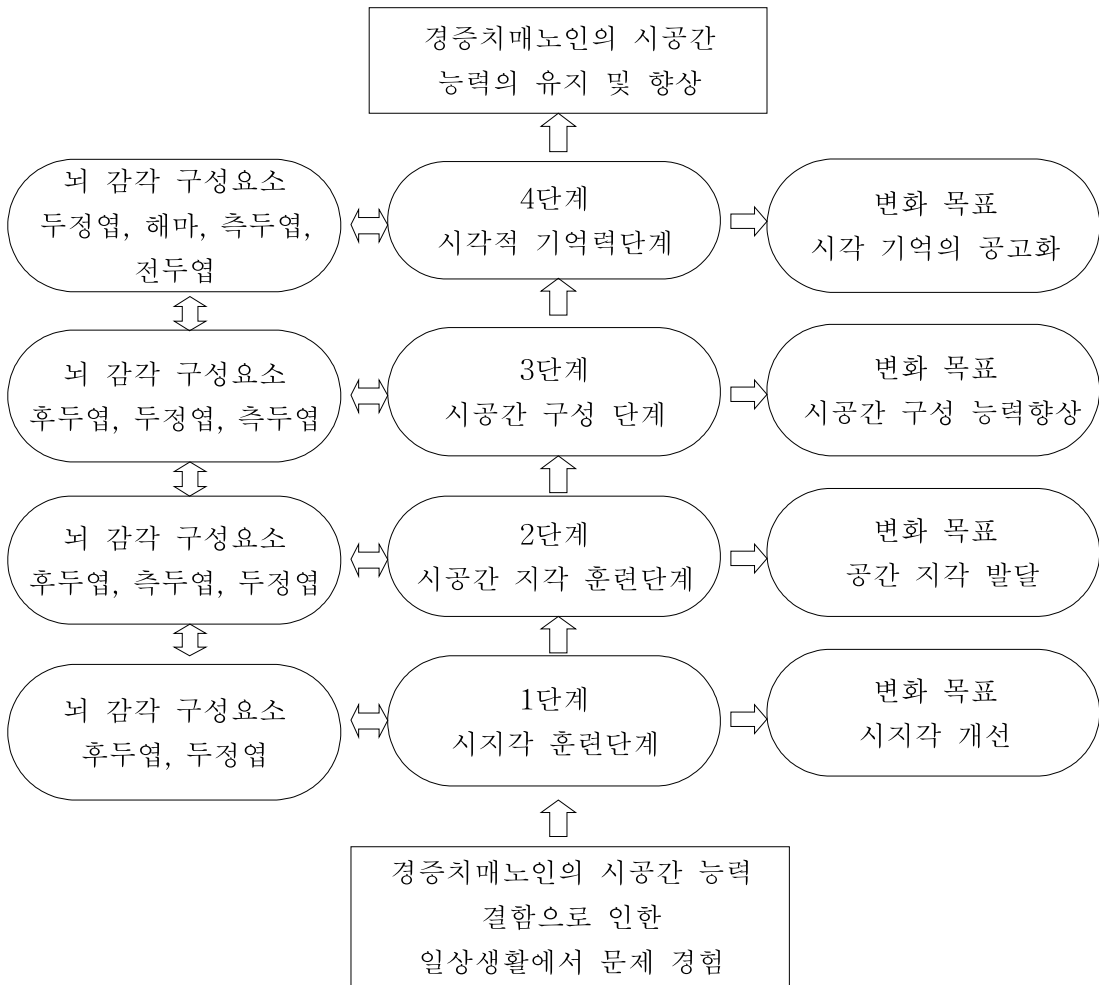 경증치매노인의 시공간
능력의 유지 및 향상
뇌 감각 구성요소
두정엽, 해마, 측두엽,
전두엽
4단계
시각적 기억력단계
변화 목표
시각 기억의 공고화
뇌 감각 구성요소
후두엽, 두정엽, 측두엽
3단계
시공간 구성 단계
변화 목표
시공간 구성 능력향상
뇌 감각 구성요소
후두엽, 측두엽, 두정엽
2단계
시공간 지각 훈련단계
변화 목표
공간 지각 발달
뇌 감각 구성요소
후두엽, 두정엽
1단계
시지각 훈련단계
변화 목표
시지각 개선
경증치매노인의 시공간 능력
결함으로 인한
일상생활에서 문제 경험